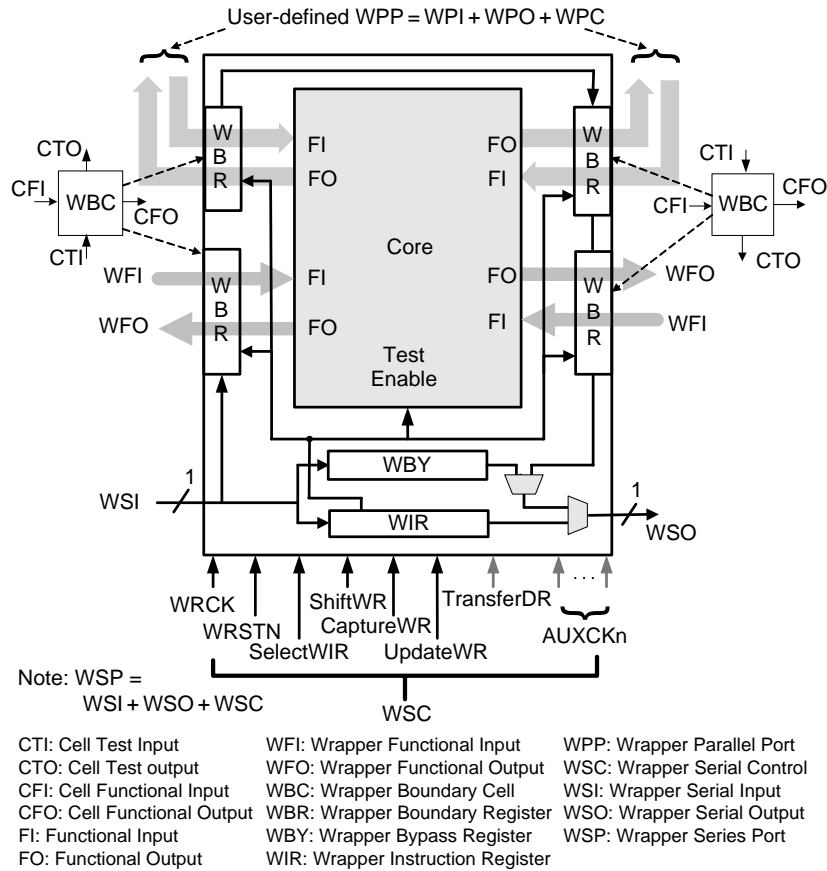 User-defined WPP = WPI + WPO + WPC
W
B
R
FI
FO
FO
FI
W
B
R
CTO
CFI
WBC
CFO
CTI
CTI
CFI
WBC
CFO
CTO
Core
WFI
WFO
W
B
R
FI
FO
FO
FI
W
B
R
WFO
WFI
Test
Enable
WBY
WIR
WSI
1
1
WSO
WRCK
WRSTN
SelectWIR
ShiftWR
CaptureWR
UpdateWR
TransferDR
. . .
AUXCKn
WSC
Note: WSP =
WSI + WSO + WSC
CTI: Cell Test Input
CTO: Cell Test output
CFI: Cell Functional Input
CFO: Cell Functional Output
FI: Functional Input
FO: Functional Output
WFI: Wrapper Functional Input
WFO: Wrapper Functional Output
WBC: Wrapper Boundary Cell
WBR: Wrapper Boundary Register
WBY: Wrapper Bypass Register
WIR: Wrapper Instruction Register
WPP: Wrapper Parallel Port
WSC: Wrapper Serial Control
WSI: Wrapper Serial Input
WSO: Wrapper Serial Output
WSP: Wrapper Series Port